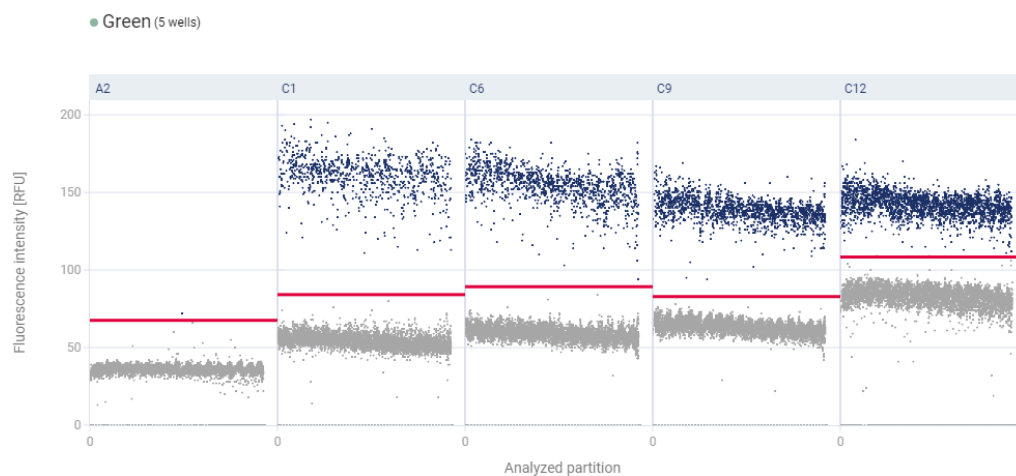 Green (5 wells)
A2 C1 C6 C9 C12
Fluorescence intensity [RFU]
200
150
100
50
0
0 0 0 0 0
Analyzed partition